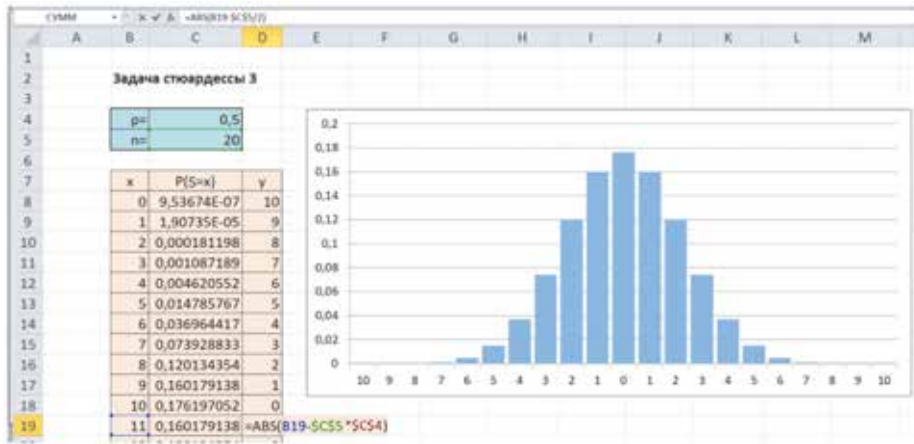 СУММ =ABS(B19-$C$5/2)
A B C D E F G H I J K L M
1
2 Задача стюардессы 3
3
4 p= 0,5
5 n= 20
6
7 x P{S=x} y
8 0 9,53674E-07 10
9 1 1,90735E-05 9
10 2 0,000181198 8
11 3 0,001087189 7
12 4 0,004620552 6
13 5 0,014785767 5
14 6 0,036964417 4
15 7 0,073928833 3
16 8 0,120134354 2
17 9 0,160179138 1
18 10 0,176197052 0
19 11 0,160179138 =ABS(B19-$C$5*$C$4)
0,2
0,18
0,16
0,14
0,12
0,1
0,08
0,06
0,04
0,02
0
10 9 8 7 6 5 4 3 2 1 0 1 2 3 4 5 6 7 8 9 10